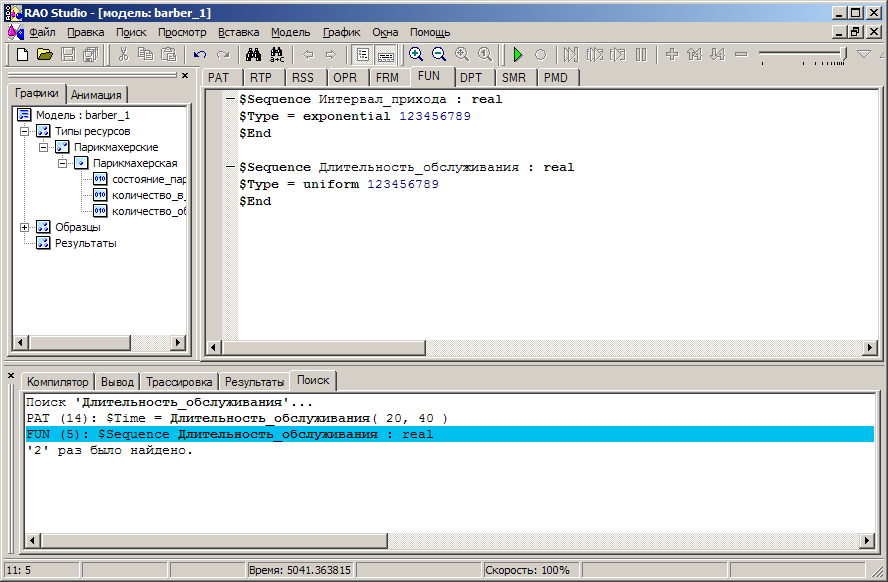 RAO Studio - [модель: barber_1]
Файл Правка Поиск Просмотр Вставка Модель График Окна Помощь
Графики Анимация
Модель : barber_1
Типы ресурсов
Парикмахерские
Парикмахерская
состояние_пар
количество_в_
количество_об
Образцы
Результаты
PAT RTP RSS OPR FRM FUN DPT SMR PMD
$Sequence Интервал_прихода : real
$Type = exponential 123456789
$End
$Sequence Длительность_обслуживания : real
$Type = uniform 123456789
$End
Компилятор Вывод Трассировка Результаты Поиск
Поиск 'Длительность_обслуживания'...
PAT (14): $Time = Длительность_обслуживания( 20, 40 )
FUN (5): $Sequence Длительность_обслуживания : real
'2' раз было найдено.
11: 5 Время: 5041.363815 Скорость: 100%